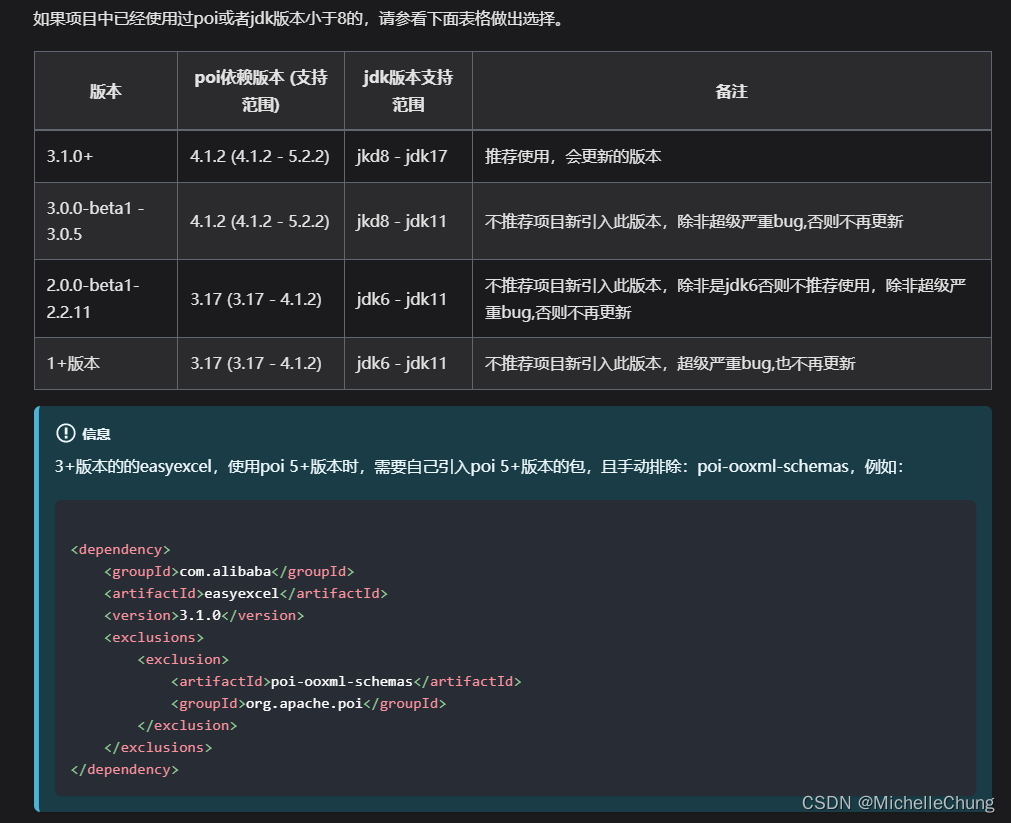 如果项目中已经使用过poi或者jdk版本小于8的，请参看下面表格做出选择。
版本
poi依赖版本 (支持
范围)
jdk版本支持
范围
备注
3.1.0+
4.1.2 (4.1.2 - 5.2.2)
jkd8 - jdk17
推荐使用，会更新的版本
3.0.0-beta1 -
3.0.5
4.1.2 (4.1.2 - 5.2.2)
jkd8 - jdk11
不推荐项目新引入此版本，除非超级严重bug,否则不再更新
2.0.0-beta1-
2.2.11
3.17 (3.17 - 4.1.2)
jdk6 - jdk11
不推荐项目新引入此版本，除非是jdk6否则不推荐使用，除非超级严
重bug,否则不再更新
1+版本
3.17 (3.17 - 4.1.2)
jdk6 - jdk11
不推荐项目新引入此版本，超级严重bug,也不再更新
信息
3+版本的的easyexcel，使用poi 5+版本时，需要自己引入poi 5+版本的包，且手动排除：poi-ooxml-schemas，例如：
<dependency>
    <groupId>com.alibaba</groupId>
    <artifactId>easyexcel</artifactId>
    <version>3.1.0</version>
    <exclusions>
        <exclusion>
            <artifactId>poi-ooxml-schemas</artifactId>
            <groupId>org.apache.poi</groupId>
        </exclusion>
    </exclusions>
</dependency>
CSDN @MichelleChung